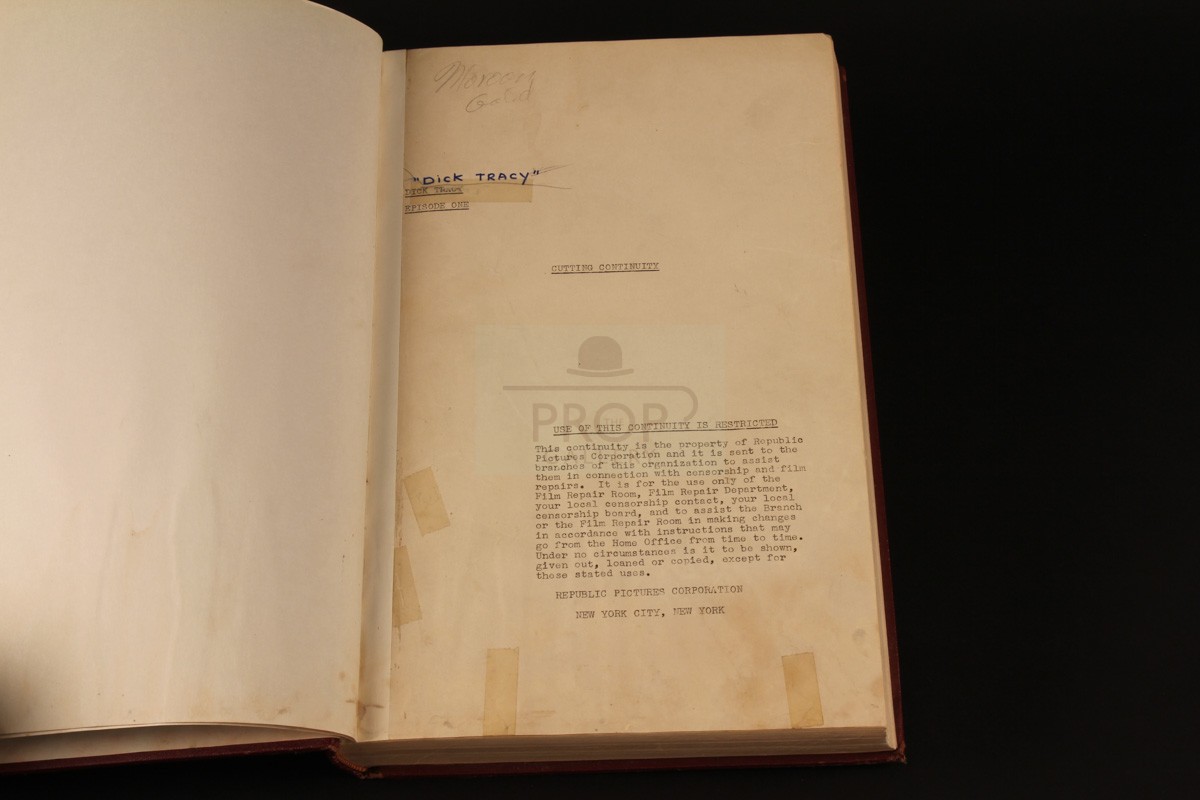 "DICK TRACY"
DICK TRACY
EPISODE ONE
CUTTING CONTINUITY
PROP
USE OF THIS CONTINUITY IS RESTRICTED
This continuity is the property of Republic
Pictures Corporation and it is sent to the
branches of this organization to assist
them in connection with censorship and film
repairs. It is for the use only of the
Film Repair Room, Film Repair Department,
your local censorship contact, your local
censorship board, and to assist the Branch
or the Film Repair Room in making changes
in accordance with instructions that may
go from the Home Office from time to time.
Under no circumstances is it to be shown,
given out, loaned or copied, except for
these stated uses.
REPUBLIC PICTURES CORPORATION
NEW YORK CITY, NEW YORK